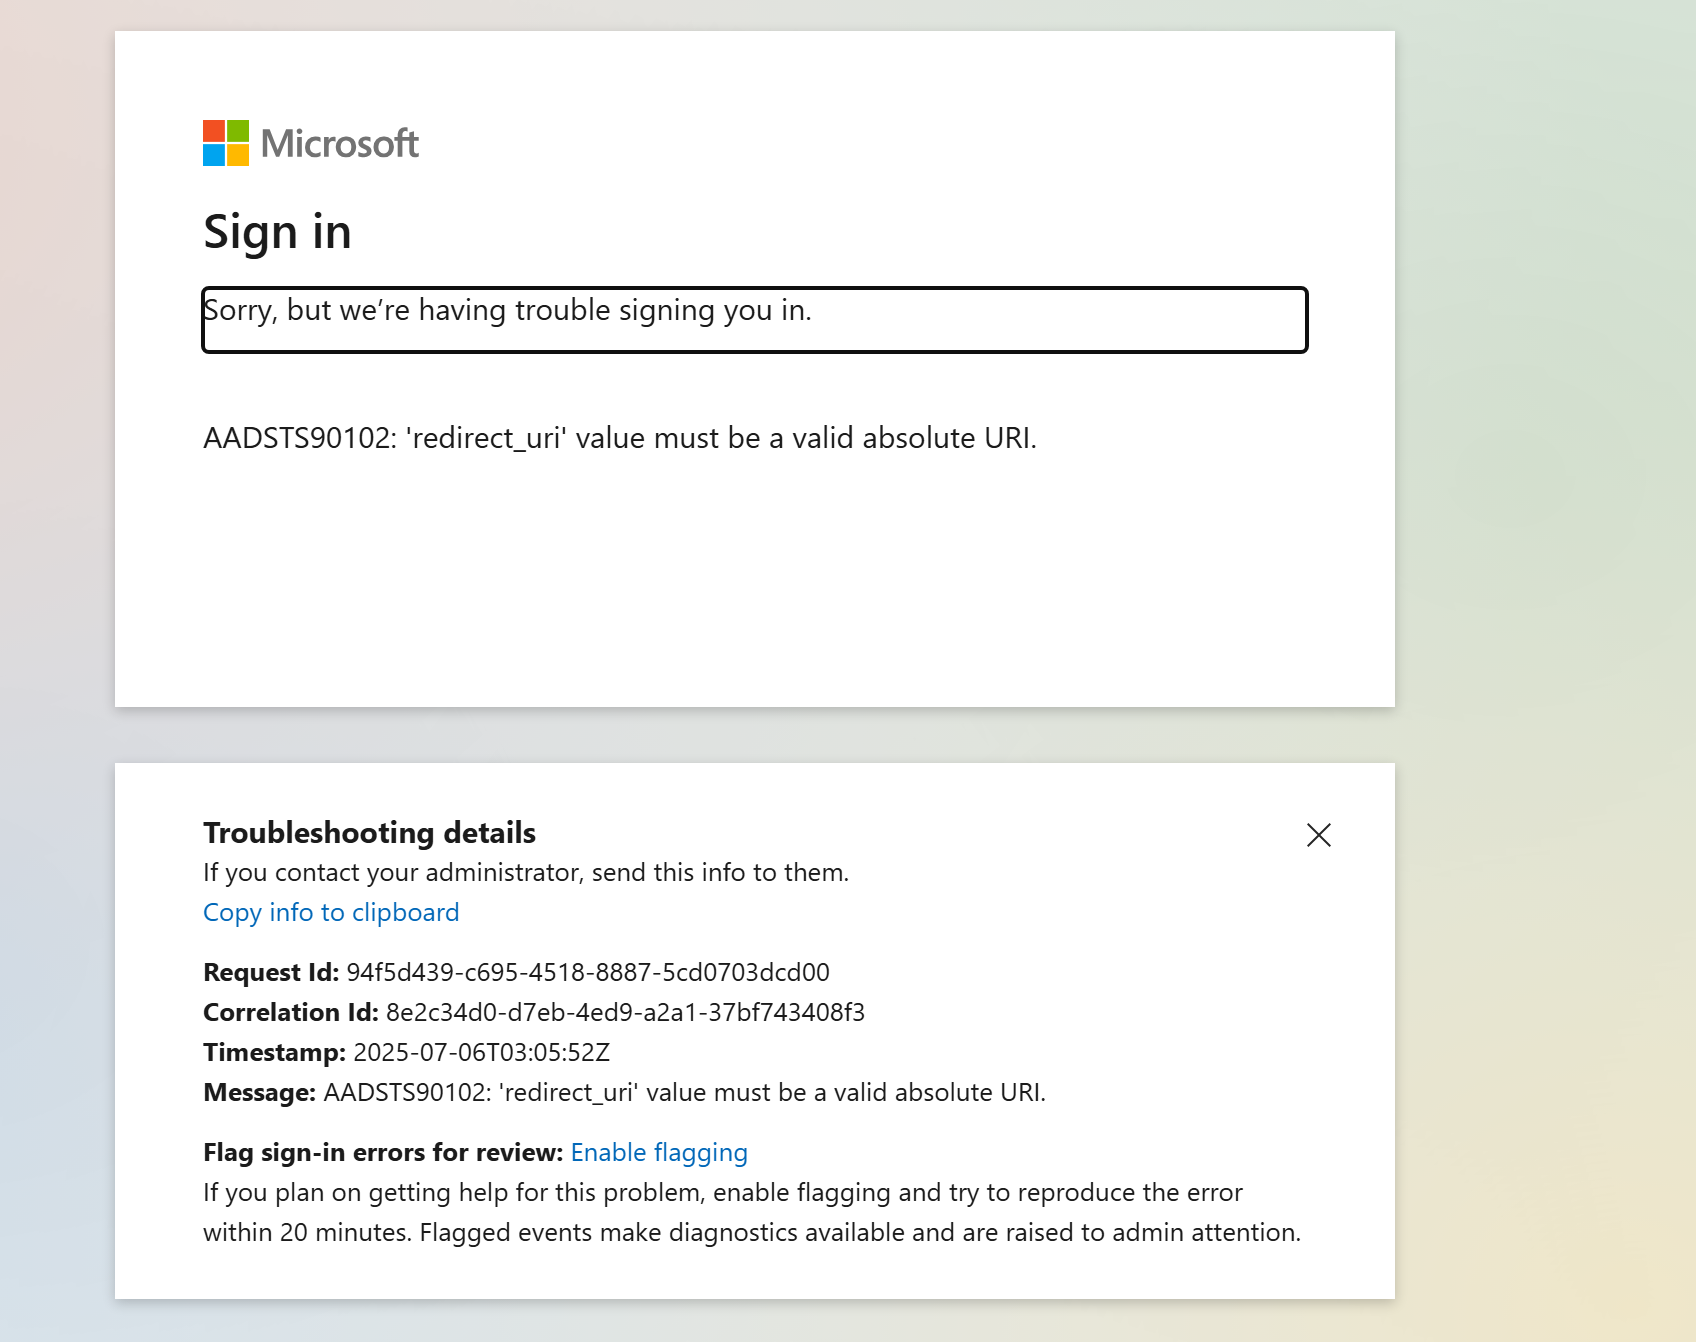 Microsoft
Sign in
Sorry, but we’re having trouble signing you in.
AADSTS90102: 'redirect_uri' value must be a valid absolute URI.
Troubleshooting details
If you contact your administrator, send this info to them.
Copy info to clipboard
Request Id: 94f5d439-c695-4518-8887-5cd0703dcd00
Correlation Id: 8e2c34d0-d7eb-4ed9-a2a1-37bf743408f3
Timestamp: 2025-07-06T03:05:52Z
Message: AADSTS90102: 'redirect_uri' value must be a valid absolute URI.
Flag sign-in errors for review: Enable flagging
If you plan on getting help for this problem, enable flagging and try to reproduce the error
within 20 minutes. Flagged events make diagnostics available and are raised to admin attention.